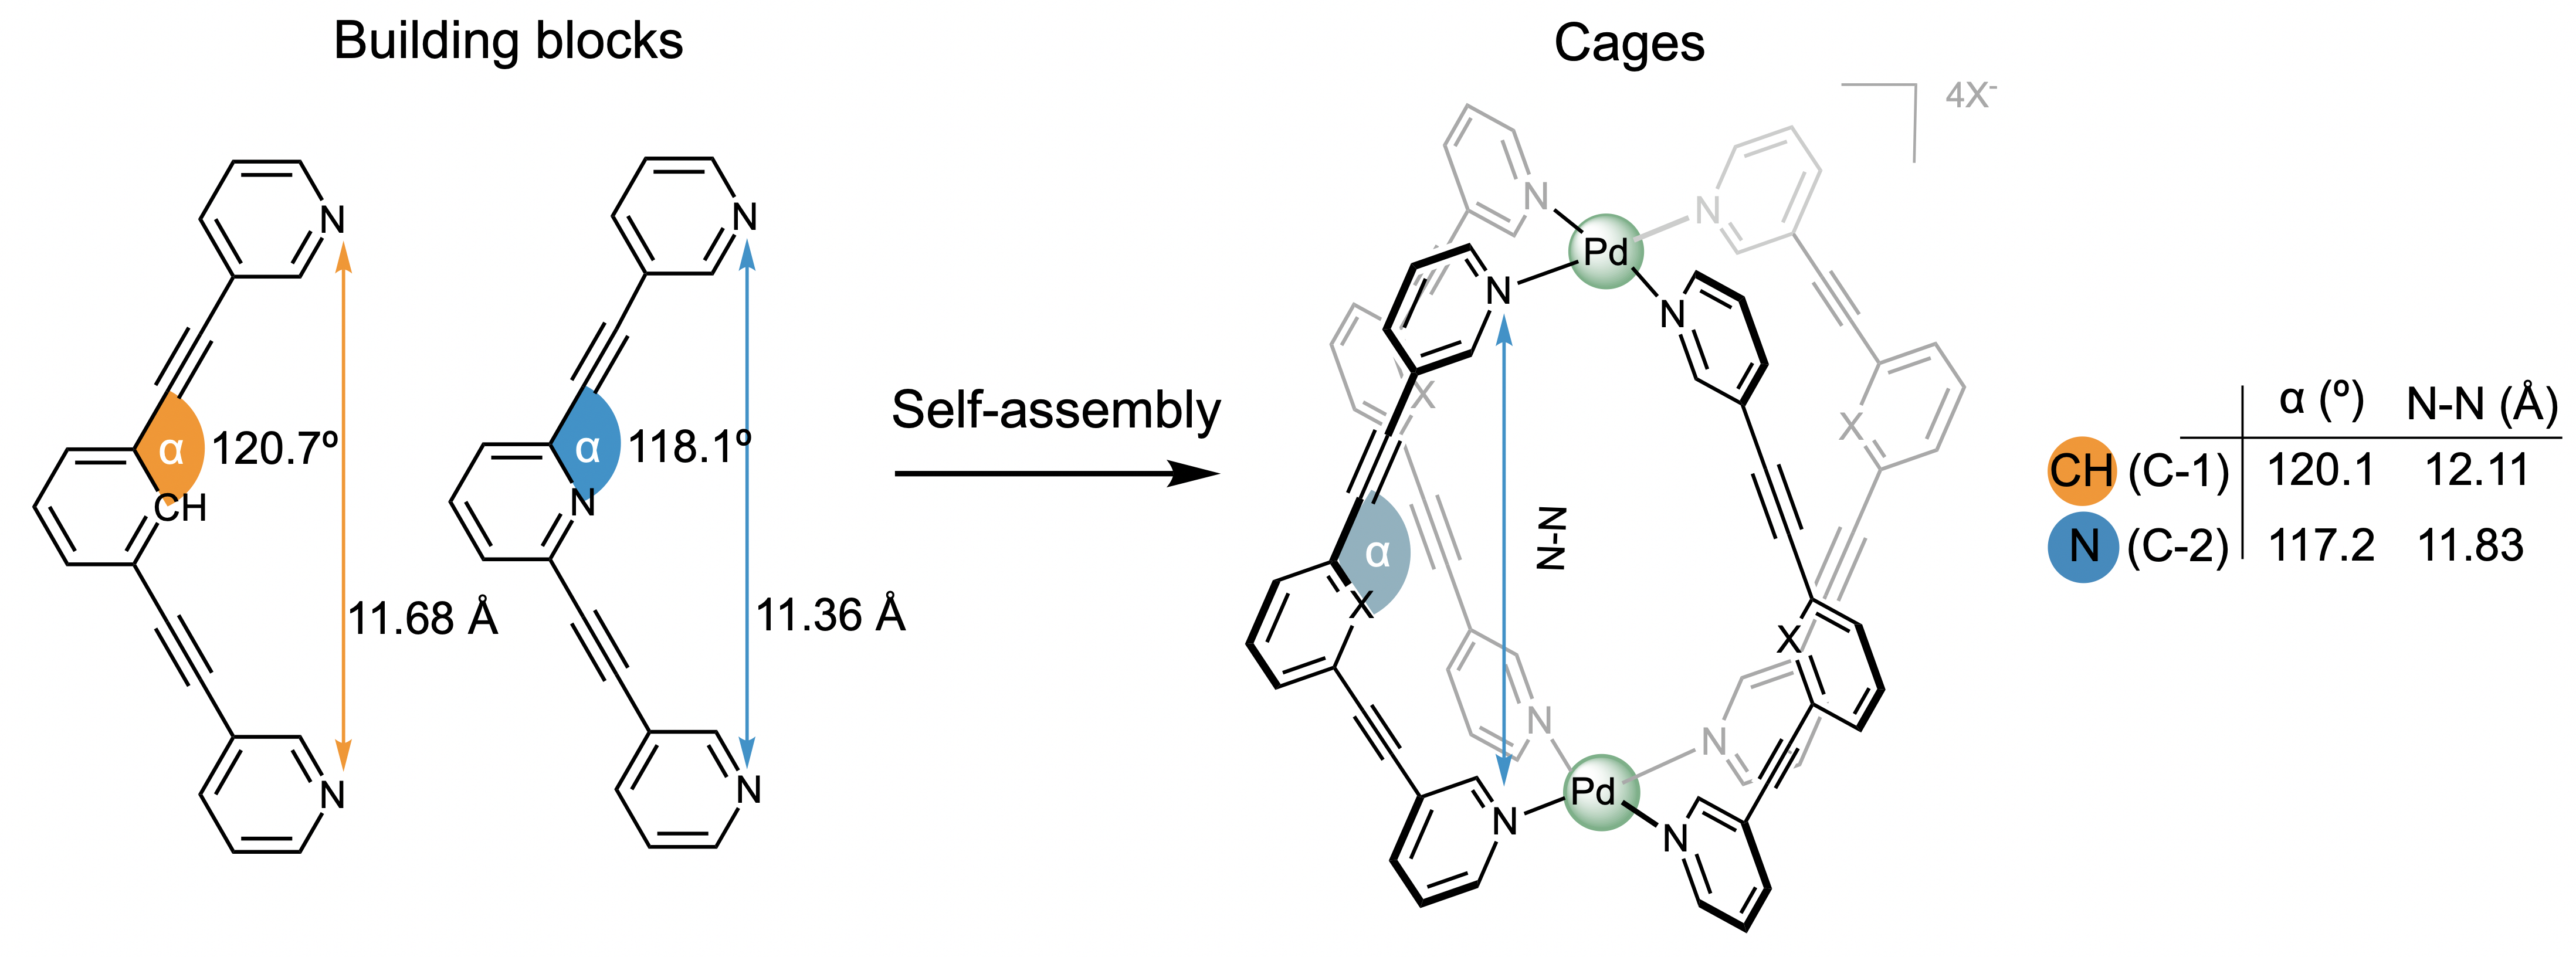 Building blocks
Cages
4X-
N
N
α 120.7º
CH
11.68 Å
N
α 118.1º
N
11.36 Å
N
N
Self-assembly
N
N
Pd
N
N
X
X
N-N
α
X
X
N
N
Pd
N
N
α (º) N-N (Å)
CH (C-1) 120.1 12.11
N (C-2) 117.2 11.83